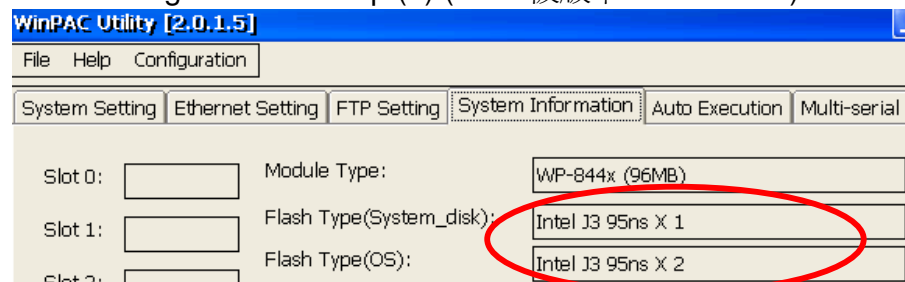 WinPAC Utility [2.0.1.5]
File Help Configuration
System Setting Ethernet Setting FTP Setting System Information Auto Execution Multi-serial
Slot 0: Module Type: WP-844x (96MB)
Slot 1: Flash Type(System_disk): Intel J3 95ns X 1
Flash Type(OS): Intel J3 95ns X 2